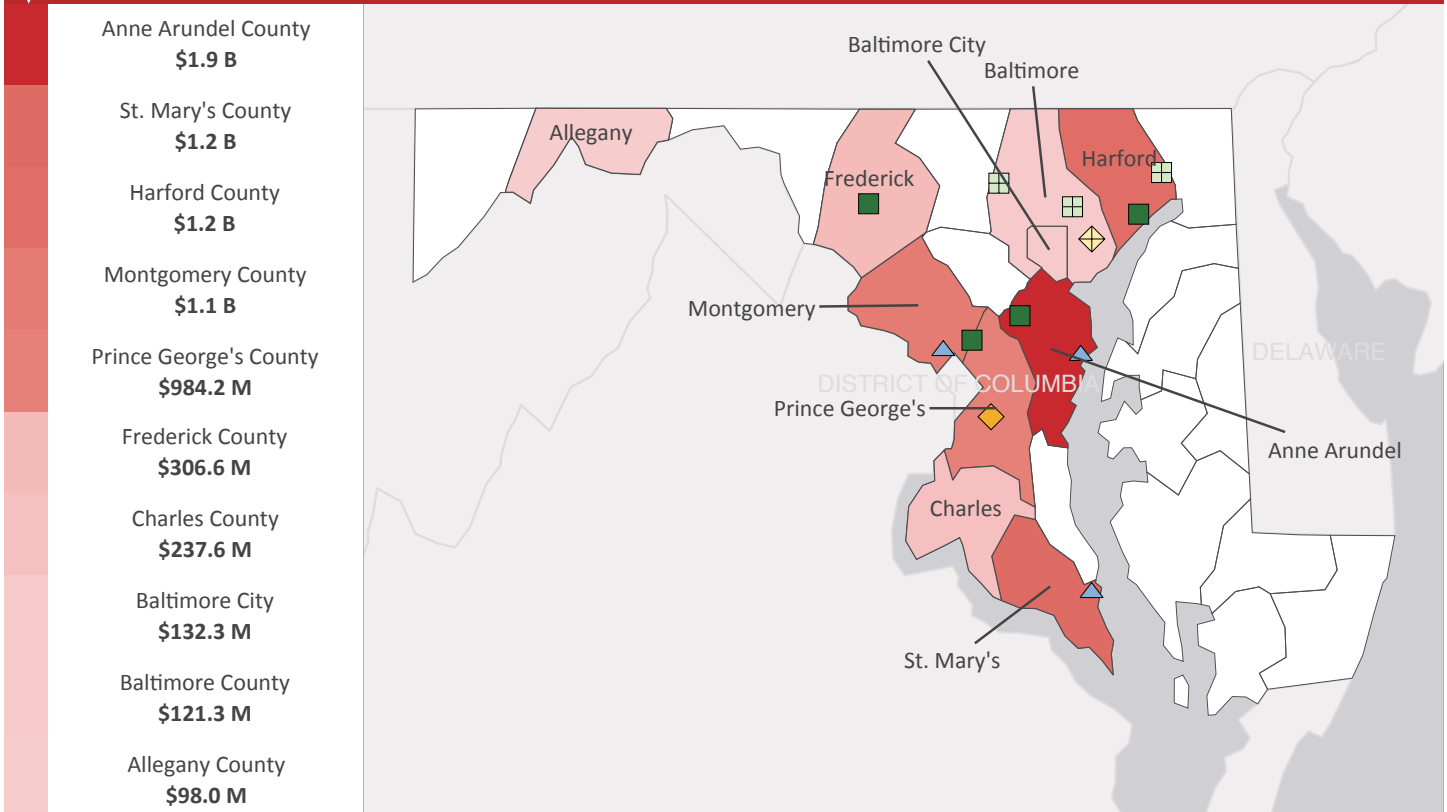 Anne Arundel County
$1.9 B
St. Mary's County
$1.2 B
Harford County
$1.2 B
Montgomery County
$1.1 B
Prince George's County
$984.2 M
Frederick County
$306.6 M
Charles County
$237.6 M
Baltimore City
$132.3 M
Baltimore County
$121.3 M
Allegany County
$98.0 M
Baltimore City
Baltimore
Allegany
Harford
Frederick
Montgomery
DELAWARE
DISTRICT OF COLUMBIA
Prince George's
Anne Arundel
Charles
St. Mary's